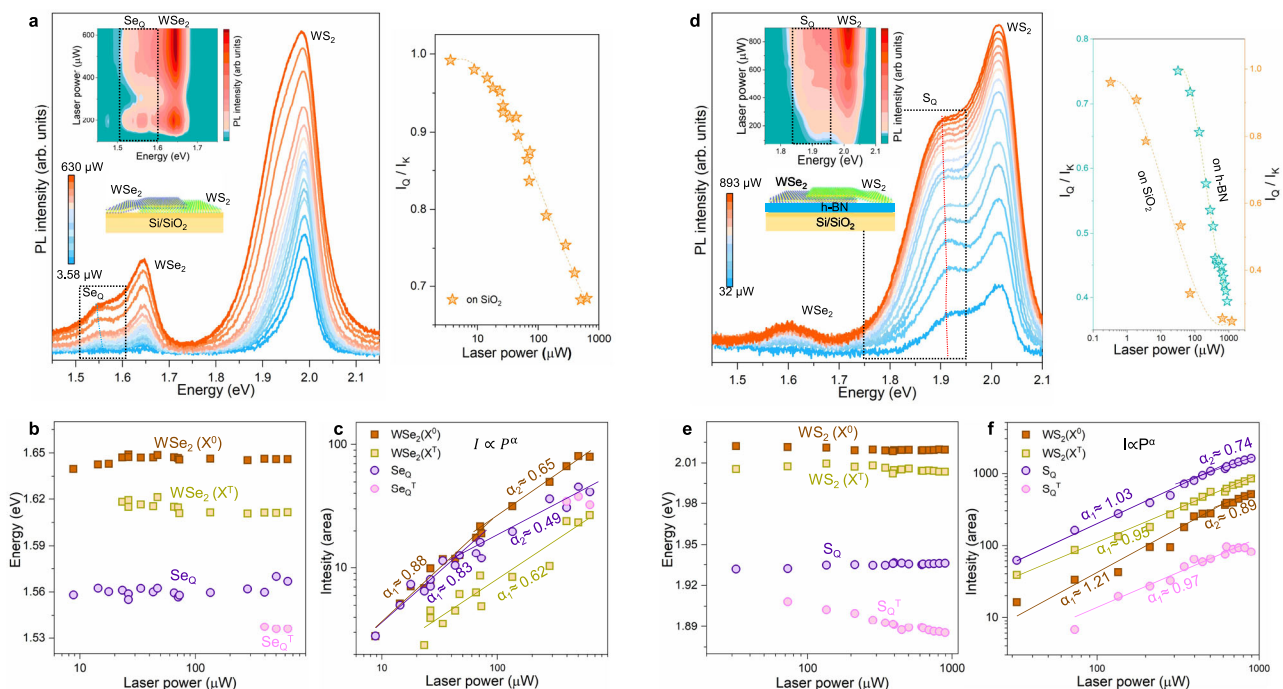 a
Se_Q WSe₂
Laser power (μW)
600
400
200
1.5 1.6 1.7
Energy (eV)
PL intensity (arb units)
WS₂
630 μW
3.58 μW
WSe₂
WS₂
Si/SiO₂
WSe₂
Se_Q
PL intensity (arb. units)
1.5 1.6 1.7 1.8 1.9 2.0 2.1
Energy (eV)
I_Q / I_K
1.0
0.9
0.8
0.7
on SiO₂
1 10 100 1000
Laser power (μW)
d
S_Q WS₂
Laser power (μW)
800
600
400
200
1.8 1.9 2.0 2.1
Energy (eV)
PL intensity (arb units)
WS₂
S_Q
893 μW
32 μW
WSe₂
WS₂
h-BN
Si/SiO₂
WSe₂
PL intensity (arb. units)
1.5 1.6 1.7 1.8 1.9 2.0 2.1
Energy (eV)
I_Q / I_K
0.8
0.7
0.6
0.5
0.4
on SiO₂
on h-BN
1.0
0.8
0.6
0.4
I_Q / I_K
0.1 1 10 100 1000
Laser power (μW)
b
WSe₂(X⁰)
WSe₂ (Xᵀ)
Se_Q
Se_Qᵀ
Energy (eV)
1.65
1.62
1.59
1.56
1.53
10 100
Laser power (μW)
c
WSe₂(X⁰)
WSe₂(Xᵀ)
Se_Q
Se_Qᵀ
I ∝ Pᵅ
α₂≈ 0.65
α₂≈ 0.49
α₁≈ 0.88
α₁≈ 0.83
α₁≈ 0.62
Intesity (area)
100
10
10 100
Laser power (μW)
e
WS₂ (X⁰)
WS₂ (Xᵀ)
S_Q
S_Qᵀ
Energy (eV)
2.01
1.97
1.93
1.89
100 1000
Laser power (μW)
f
WS₂(X⁰)
WS₂(Xᵀ)
S_Q
S_Qᵀ
I∝Pᵅ
α₂≈ 0.74
α₁≈ 1.03
α₁≈ 0.95
α₂≈ 0.89
α₁≈ 1.21
α₁≈ 0.97
Intesity (area)
1000
100
10
100 1000
Laser power (μW)